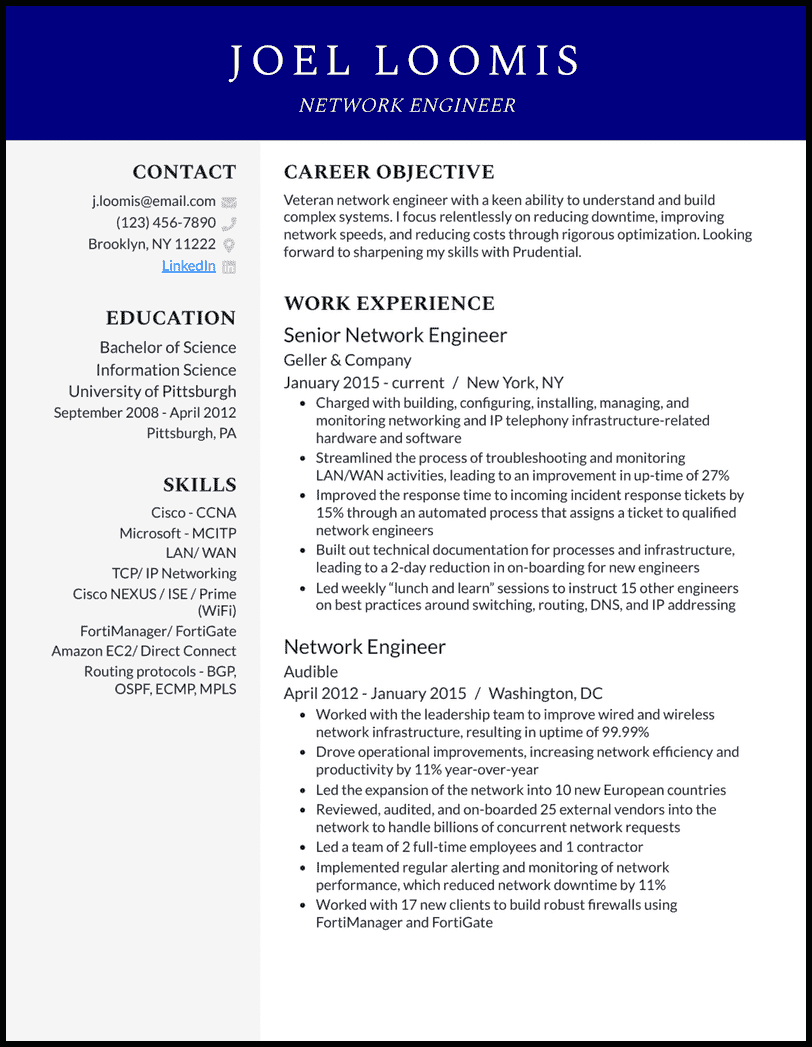 JOEL LOOMIS
NETWORK ENGINEER
CONTACT
j.loomis@email.com
(123) 456-7890
Brooklyn, NY 11222
LinkedIn
EDUCATION
Bachelor of Science
Information Science
University of Pittsburgh
September 2008 - April 2012
Pittsburgh, PA
SKILLS
Cisco - CCNA
Microsoft - MCITP
LAN/ WAN
TCP/ IP Networking
Cisco NEXUS / ISE / Prime
(WiFi)
FortiManager/ FortiGate
Amazon EC2/ Direct Connect
Routing protocols - BGP,
OSPF, ECMP, MPLS
CAREER OBJECTIVE
Veteran network engineer with a keen ability to understand and build
complex systems. I focus relentlessly on reducing downtime, improving
network speeds, and reducing costs through rigorous optimization. Looking
forward to sharpening my skills with Prudential.
WORK EXPERIENCE
Senior Network Engineer
Geller & Company
January 2015 - current / New York, NY
• Charged with building, configuring, installing, managing, and
monitoring networking and IP telephony infrastructure-related
hardware and software
• Streamlined the process of troubleshooting and monitoring
LAN/WAN activities, leading to an improvement in up-time of 27%
• Improved the response time to incoming incident response tickets by
15% through an automated process that assigns a ticket to qualified
network engineers
• Built out technical documentation for processes and infrastructure,
leading to a 2-day reduction in on-boarding for new engineers
• Led weekly “lunch and learn” sessions to instruct 15 other engineers
on best practices around switching, routing, DNS, and IP addressing
Network Engineer
Audible
April 2012 - January 2015 / Washington, DC
• Worked with the leadership team to improve wired and wireless
network infrastructure, resulting in uptime of 99.99%
• Drove operational improvements, increasing network efficiency and
productivity by 11% year-over-year
• Led the expansion of the network into 10 new European countries
• Reviewed, audited, and on-boarded 25 external vendors into the
network to handle billions of concurrent network requests
• Led a team of 2 full-time employees and 1 contractor
• Implemented regular alerting and monitoring of network
performance, which reduced network downtime by 11%
• Worked with 17 new clients to build robust firewalls using
FortiManager and FortiGate